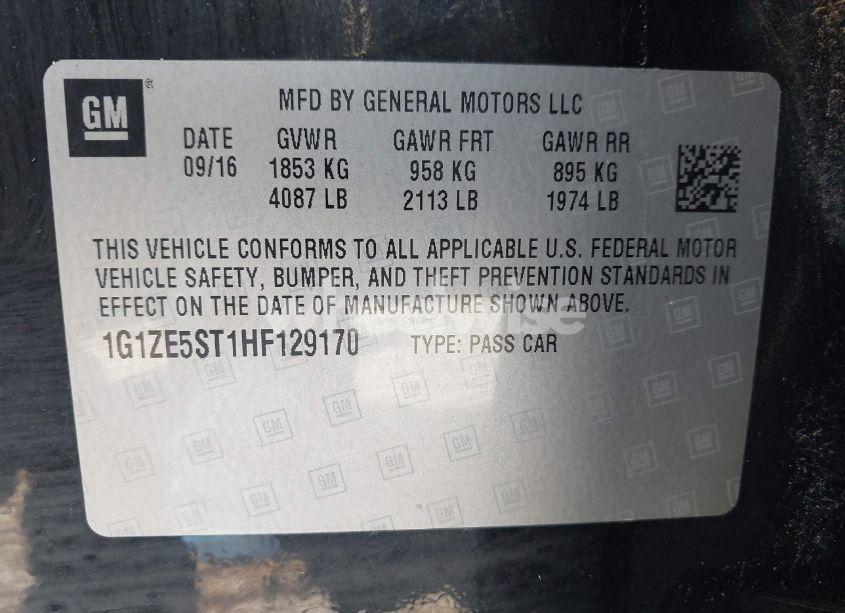 GM ® MFD BY GENERAL MOTORS LLC
DATE GVWR GAWR FRT GAWR RR
09/16 1853 KG 958 KG 895 KG
4087 LB 2113 LB 1974 LB
THIS VEHICLE CONFORMS TO ALL APPLICABLE U.S. FEDERAL MOTOR
VEHICLE SAFETY, BUMPER, AND THEFT PREVENTION STANDARDS IN
EFFECT ON THE DATE OF MANUFACTURE SHOWN ABOVE.
1G1ZE5ST1HF129170 TYPE: PASS CAR